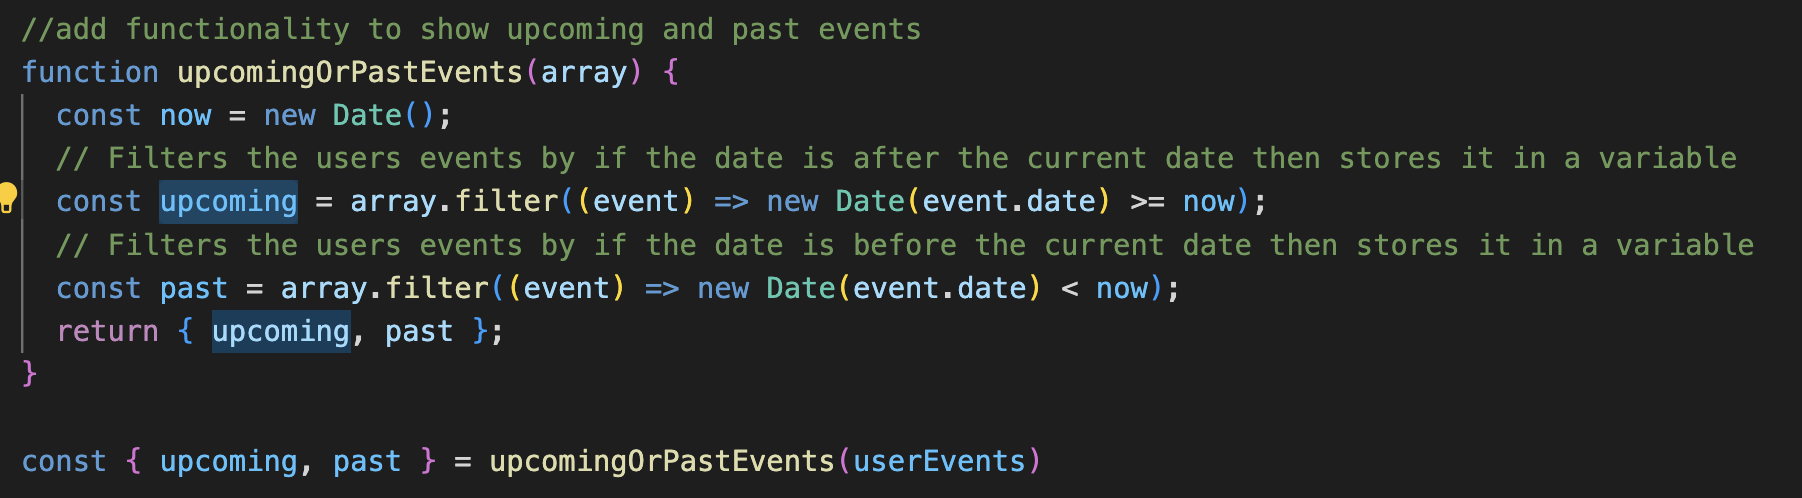 //add functionality to show upcoming and past events
function upcomingOrPastEvents(array) {
  const now = new Date();
  // Filters the users events by if the date is after the current date then stores it in a variable
  const upcoming = array.filter((event) => new Date(event.date) >= now);
  // Filters the users events by if the date is before the current date then stores it in a variable
  const past = array.filter((event) => new Date(event.date) < now);
  return { upcoming, past };
}
const { upcoming, past } = upcomingOrPastEvents(userEvents)